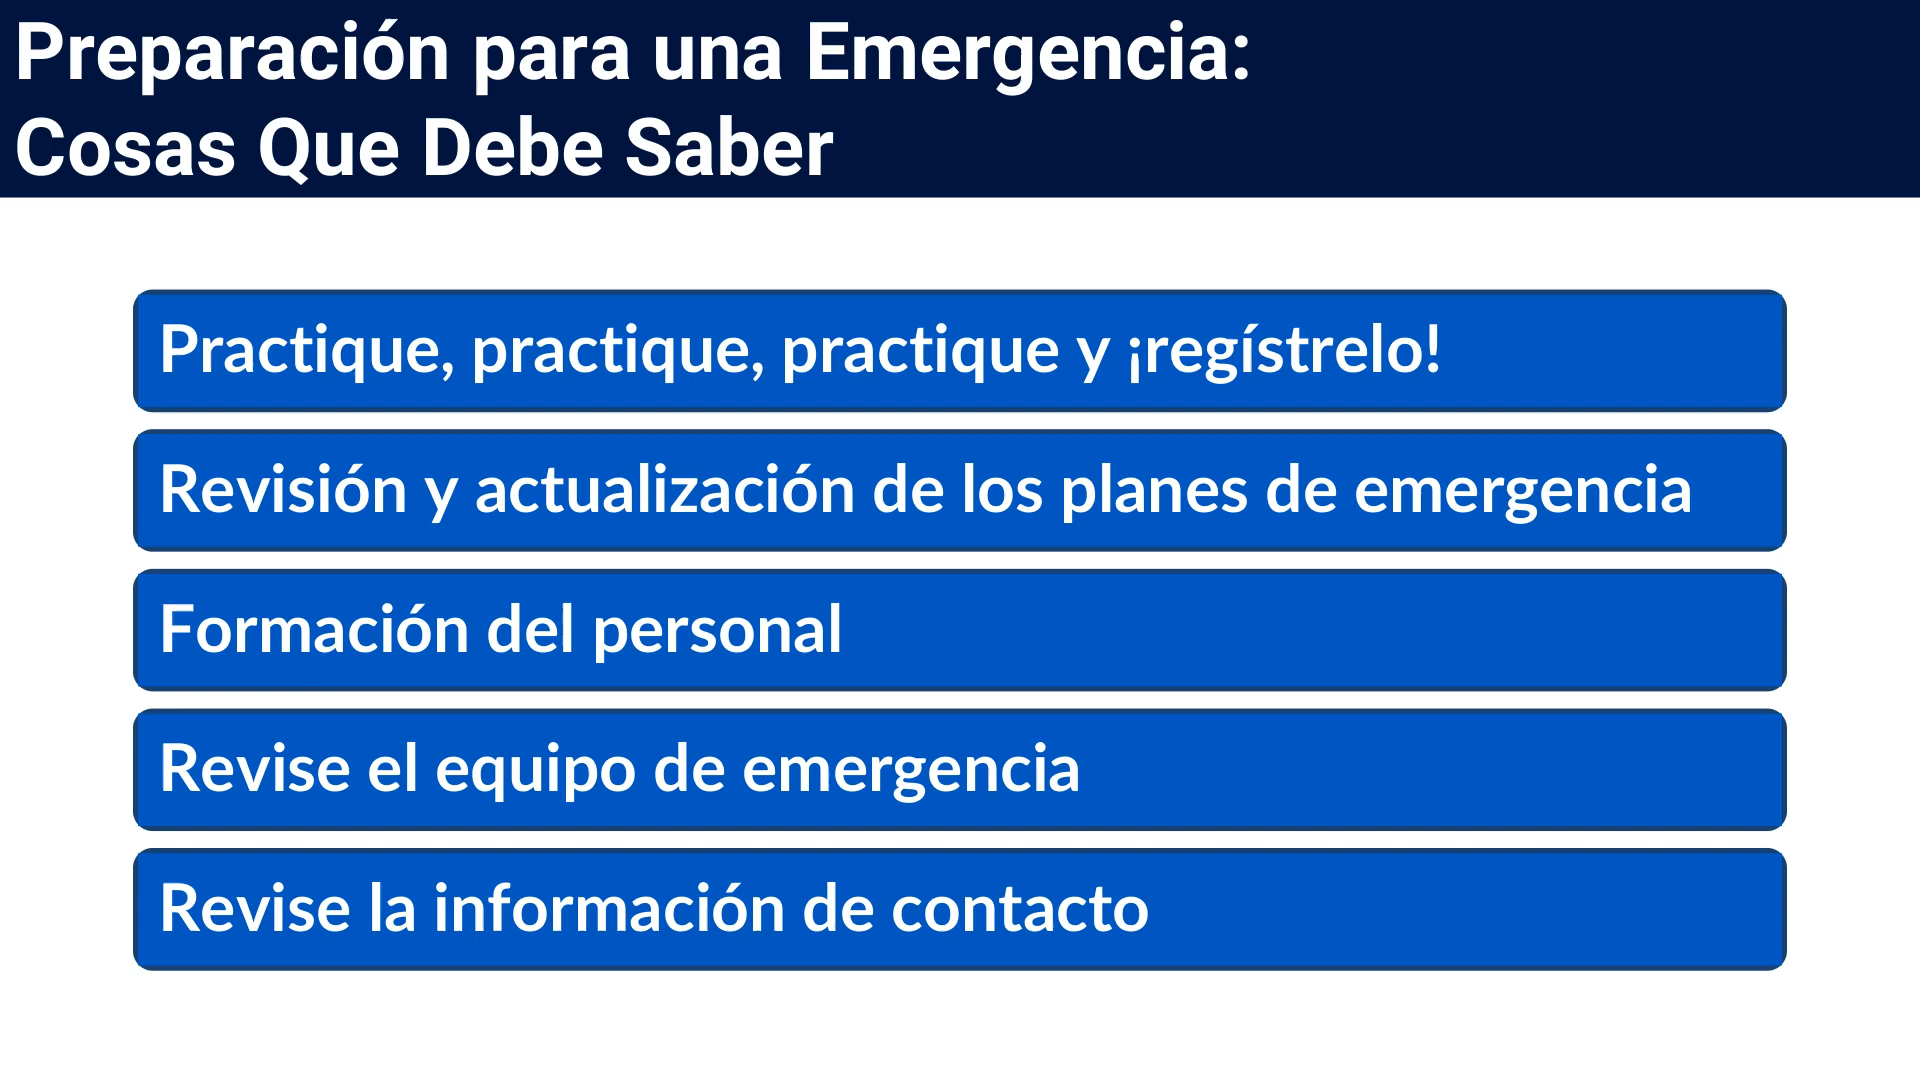 Preparación para una Emergencia:
Cosas Que Debe Saber
Practique, practique, practique y ¡regístrelo!
Revisión y actualización de los planes de emergencia
Formación del personal
Revise el equipo de emergencia
Revise la información de contacto